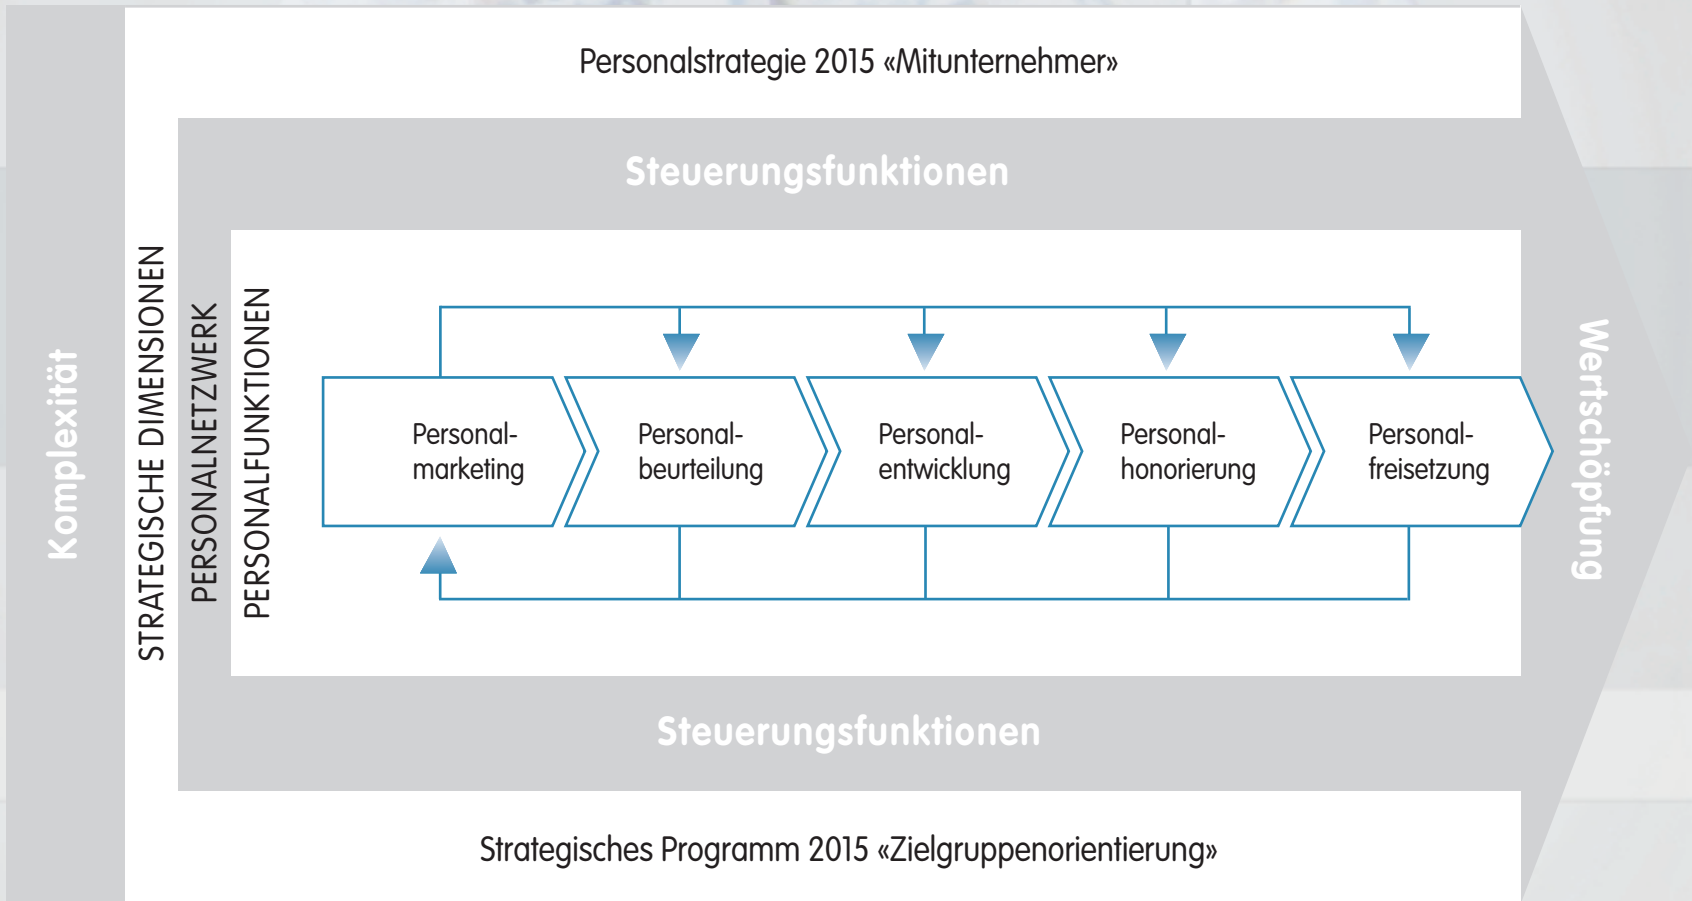 Personalstrategie 2015 «Mitunternehmer»
Steuerungsfunktionen
Komplexität
STRATEGISCHE DIMENSIONEN
PERSONALNETZWERK
PERSONALFUNKTIONEN
Personal-
marketing
Personal-
beurteilung
Personal-
entwicklung
Personal-
honorierung
Personal-
freisetzung
Wertschöpfung
Steuerungsfunktionen
Strategisches Programm 2015 «Zielgruppenorientierung»